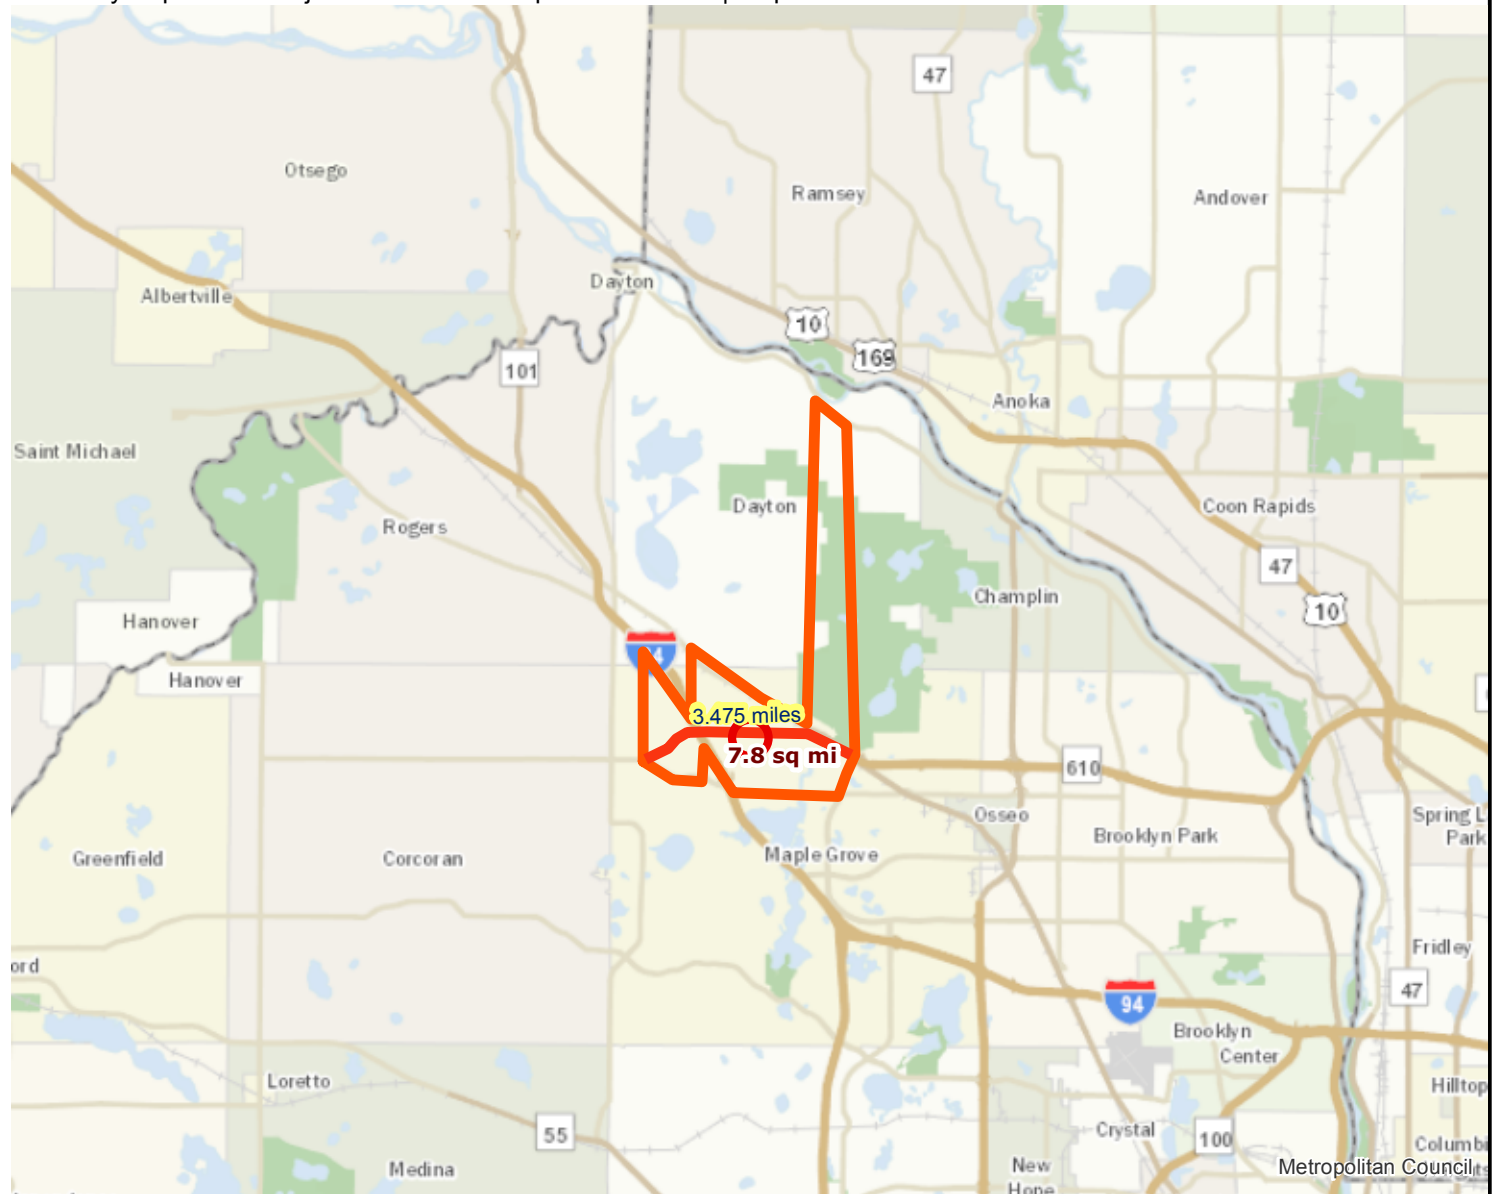 47
Otsego
Ramsey
Andover
Dayton
Albertville
10
169
101
Anoka
Saint Michael
Dayton
Coon Rapids
Rogers
47
Champlin
10
Hanover
Hanover
3.475 miles
7.8 sq mi
610
Osseo
Spring L
Park
Brooklyn Park
Maple Grove
Greenfield
Corcoran
Fridley
ord
47
94
Brooklyn
Center
Loretto
Hilltop
55
Crystal
100
Columbi
Medina
New
Hope
Metropolitan Council